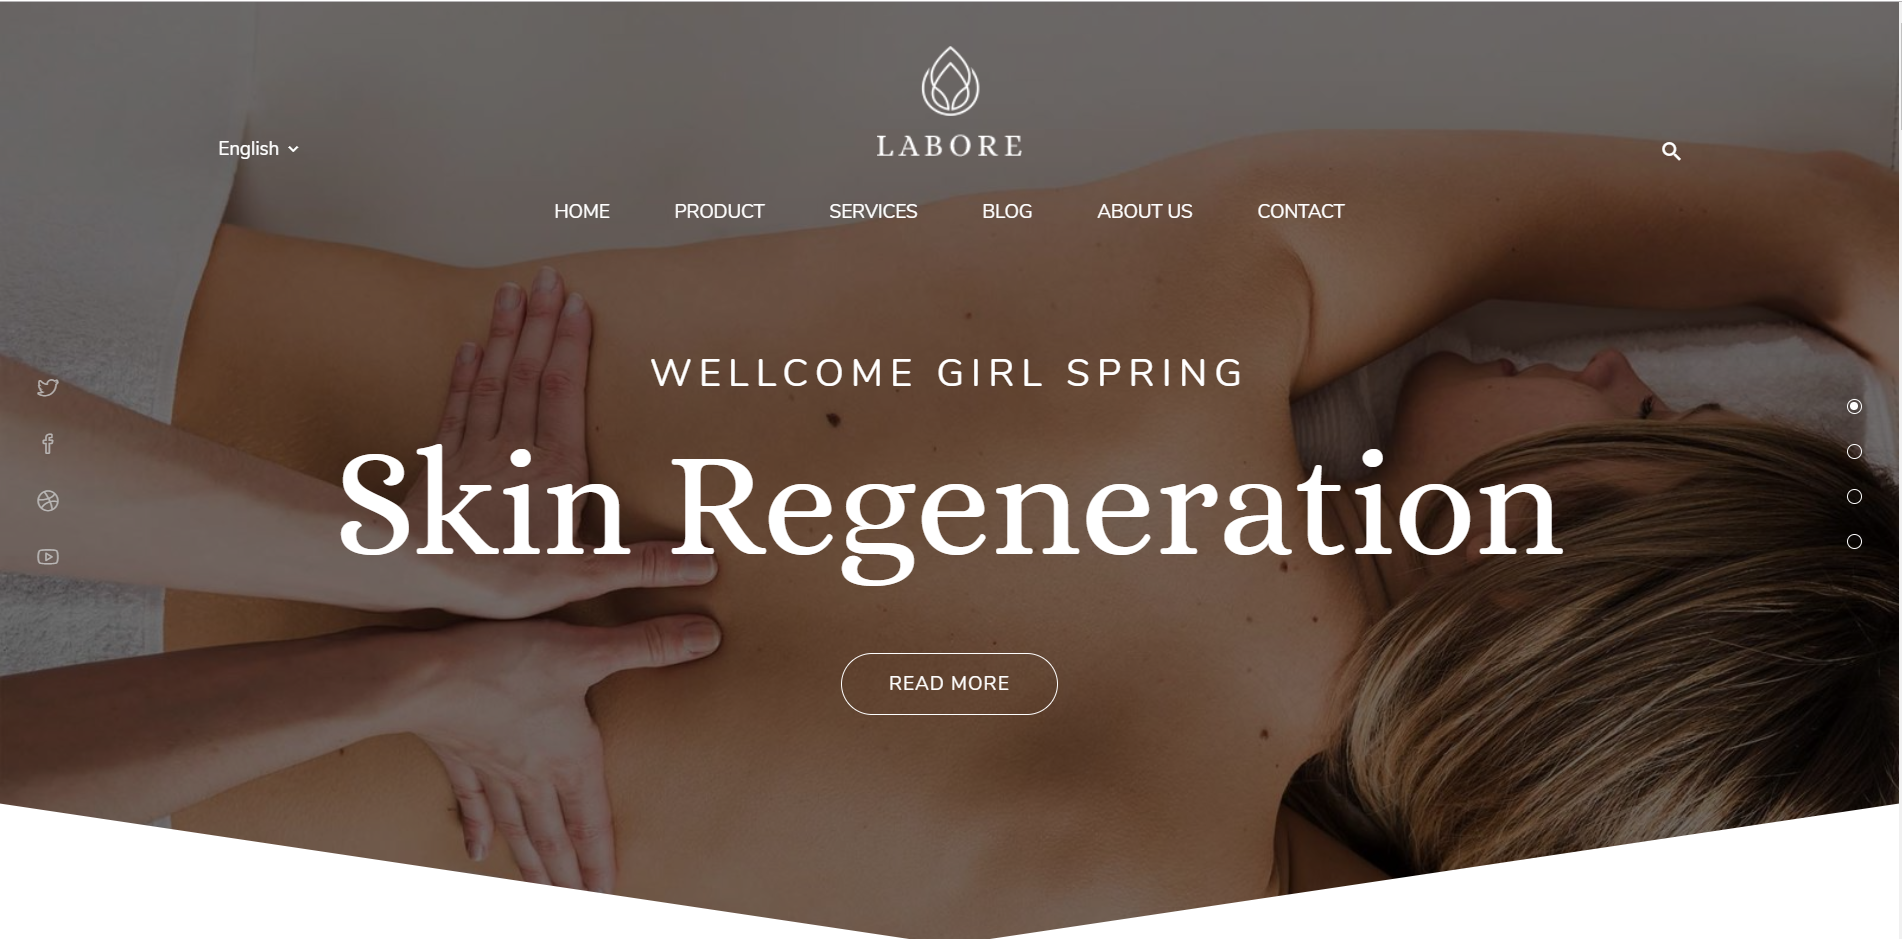 LABORE
English
HOME PRODUCT SERVICES BLOG ABOUT US CONTACT
WELLCOME GIRL SPRING
Skin Regeneration
READ MORE